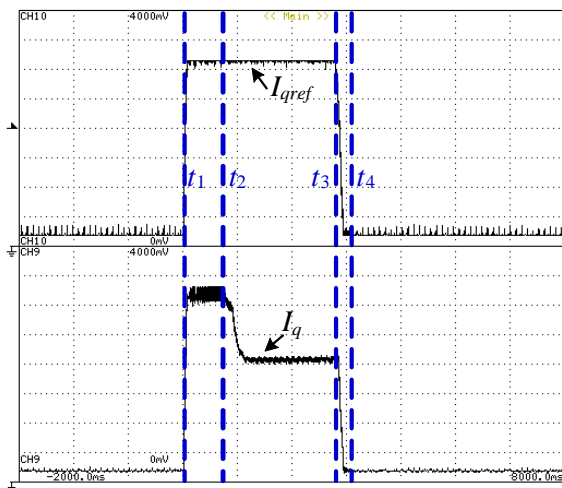 CH10 4000mV << Main >>
Iqref
t1 t2 t3 t4
CH10 0mV
CH9 4000mV
Iq
CH9 0mV
-2000.0ms 8000.0ms